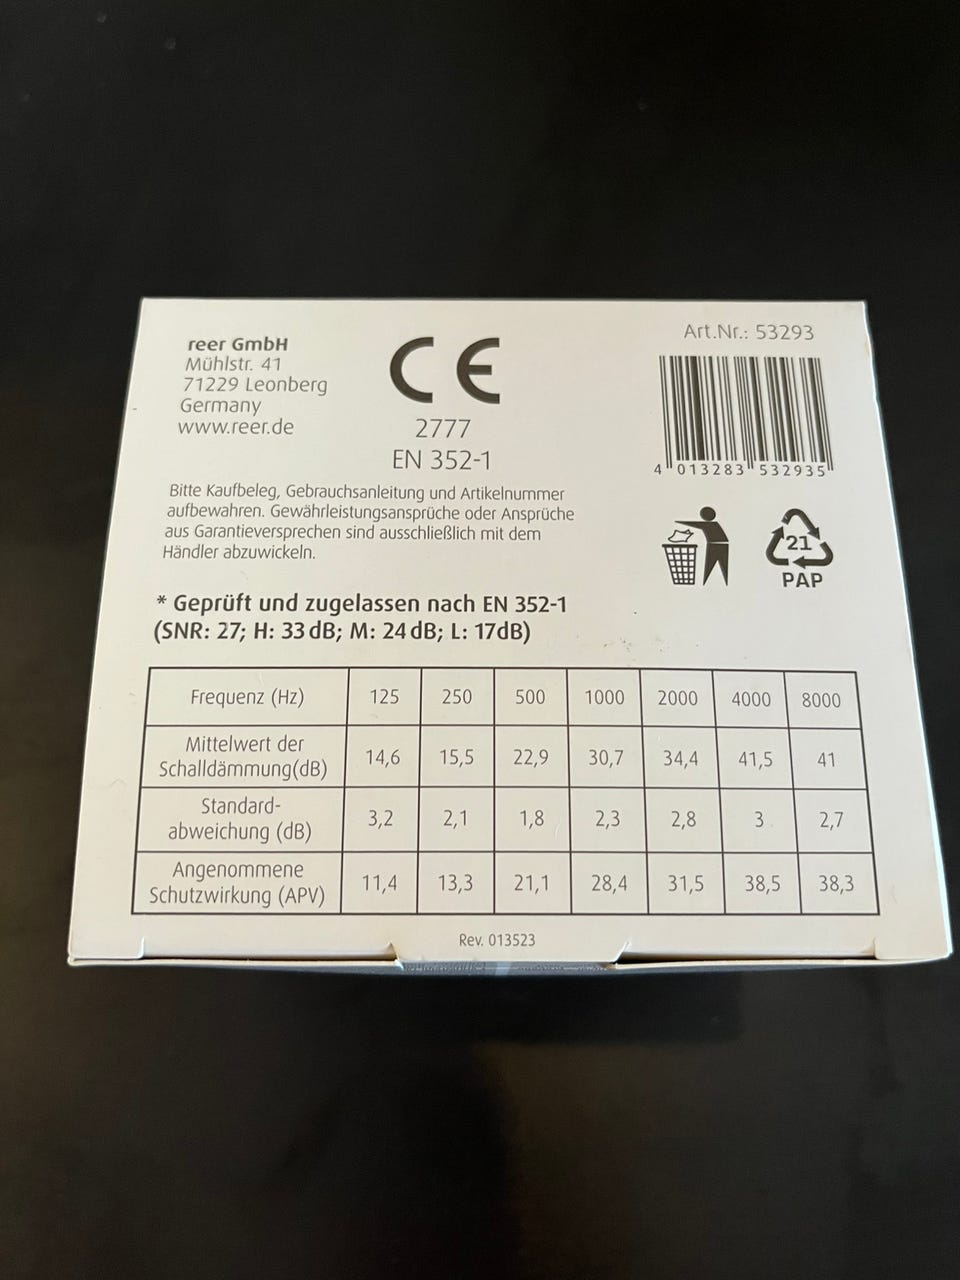 reer GmbH
Mühlstr. 41
71229 Leonberg
Germany
www.reer.de
CE
2777
EN 352-1
Art.Nr.: 53293
4 013283 532935
Bitte Kaufbeleg, Gebrauchsanleitung und Artikelnummer
aufbewahren. Gewährleistungsansprüche oder Ansprüche
aus Garantieversprechen sind ausschließlich mit dem
Händler abzuwickeln.
21
PAP
* Geprüft und zugelassen nach EN 352-1
(SNR: 27; H: 33 dB; M: 24 dB; L: 17dB)
Frequenz (Hz) 125 250 500 1000 2000 4000 8000
Mittelwert der
Schalldämmung(dB) 14,6 15,5 22,9 30,7 34,4 41,5 41
Standard-
abweichung (dB) 3,2 2,1 1,8 2,3 2,8 3 2,7
Angenommene
Schutzwirkung (APV) 11,4 13,3 21,1 28,4 31,5 38,5 38,3
Rev. 013523